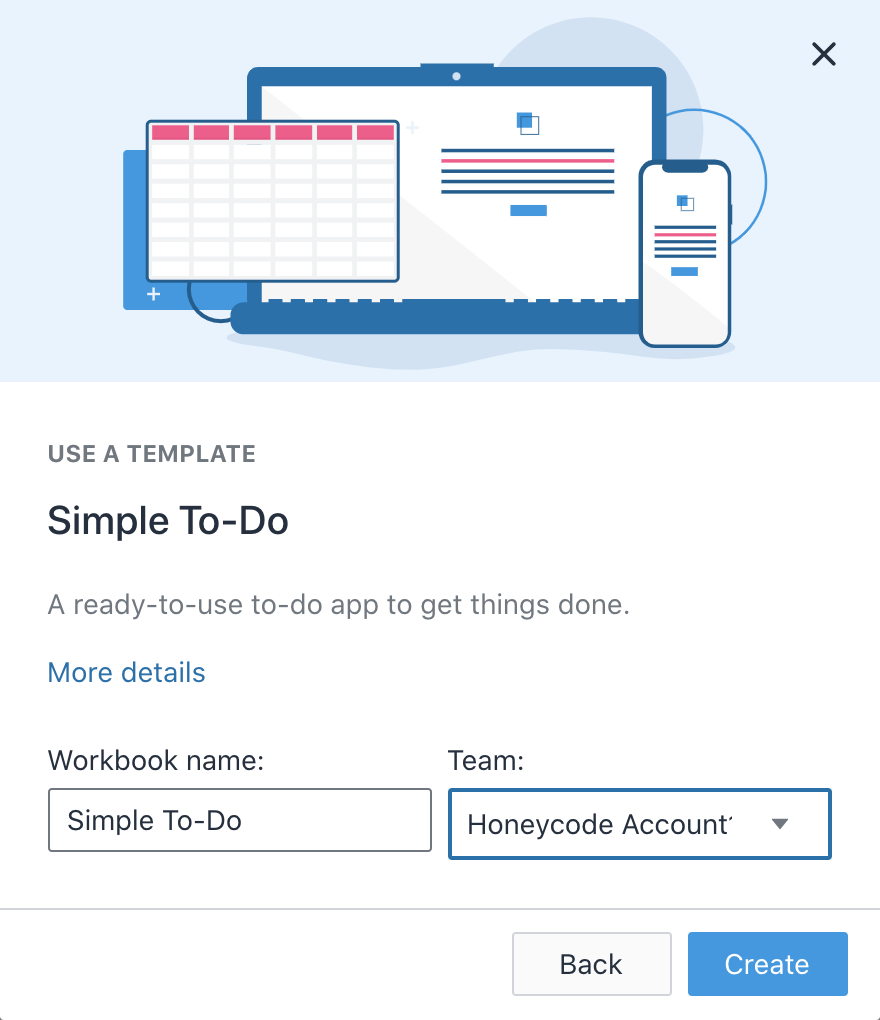 USE A TEMPLATE
Simple To-Do
A ready-to-use to-do app to get things done.
More details
Workbook name:
Team:
Simple To-Do
Honeycode Account
Back
Create